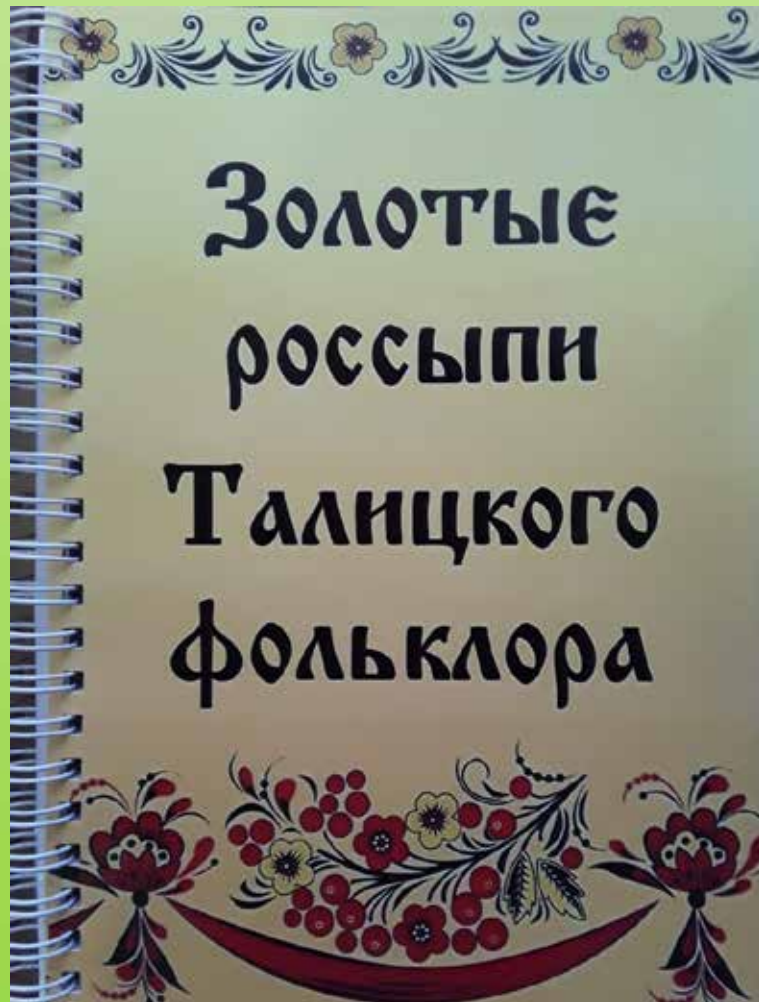 Золотые
россыпи
Талицкого
фольклора